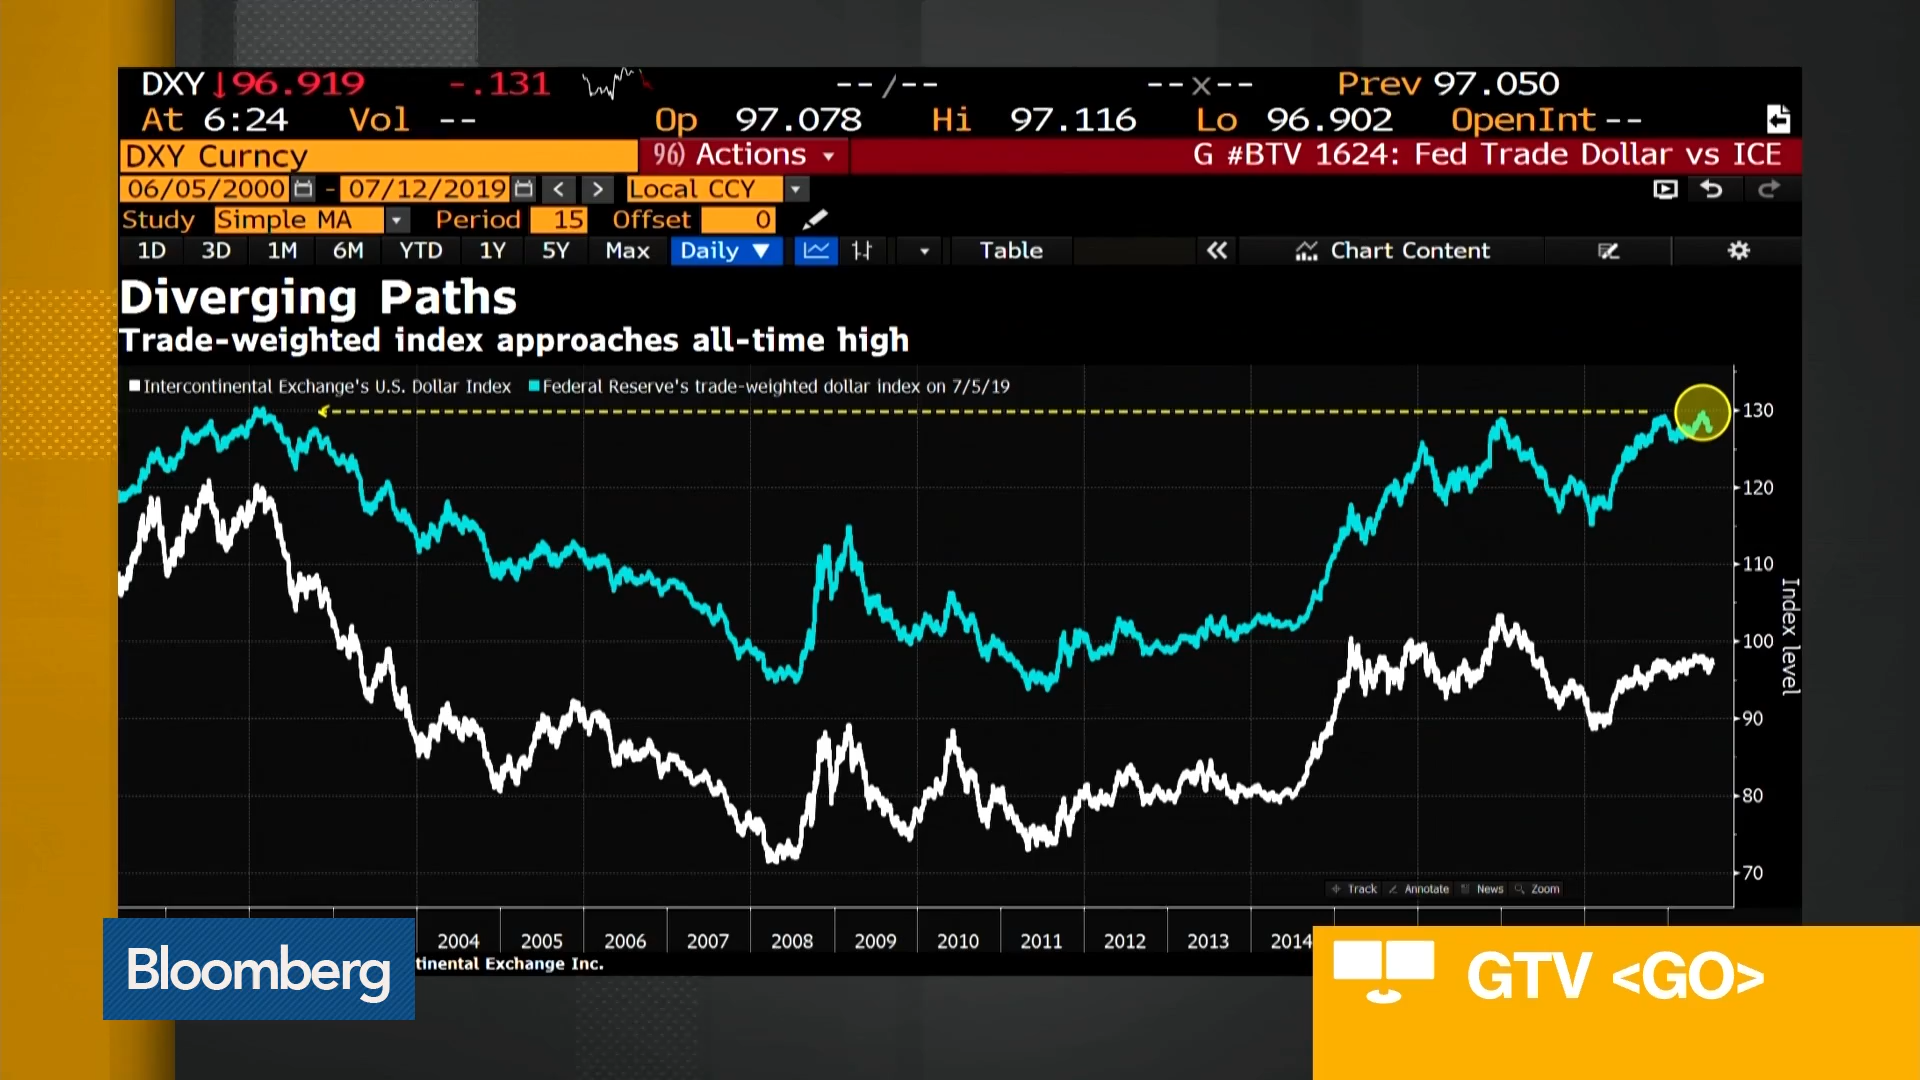 DXY ↓96.919 -.131 --/-- --x-- Prev 97.050
At 6:24 Vol -- Op 97.078 Hi 97.116 Lo 96.902 OpenInt --
DXY Curncy 96) Actions G #BTV 1624: Fed Trade Dollar vs ICE
06/05/2000 - 07/12/2019 < > Local CCY
Study Simple MA Period 15 Offset 0
1D 3D 1M 6M YTD 1Y 5Y Max Daily ▼ Table « Chart Content
Diverging Paths
Trade-weighted index approaches all-time high
Intercontinental Exchange's U.S. Dollar Index Federal Reserve's trade-weighted dollar index on 7/5/19
130
120
110
100
90
80
70
Index level
Track Annotate News Zoom
2004 2005 2006 2007 2008 2009 2010 2011 2012 2013 2014
tinental Exchange Inc.
Bloomberg
GTV <GO>